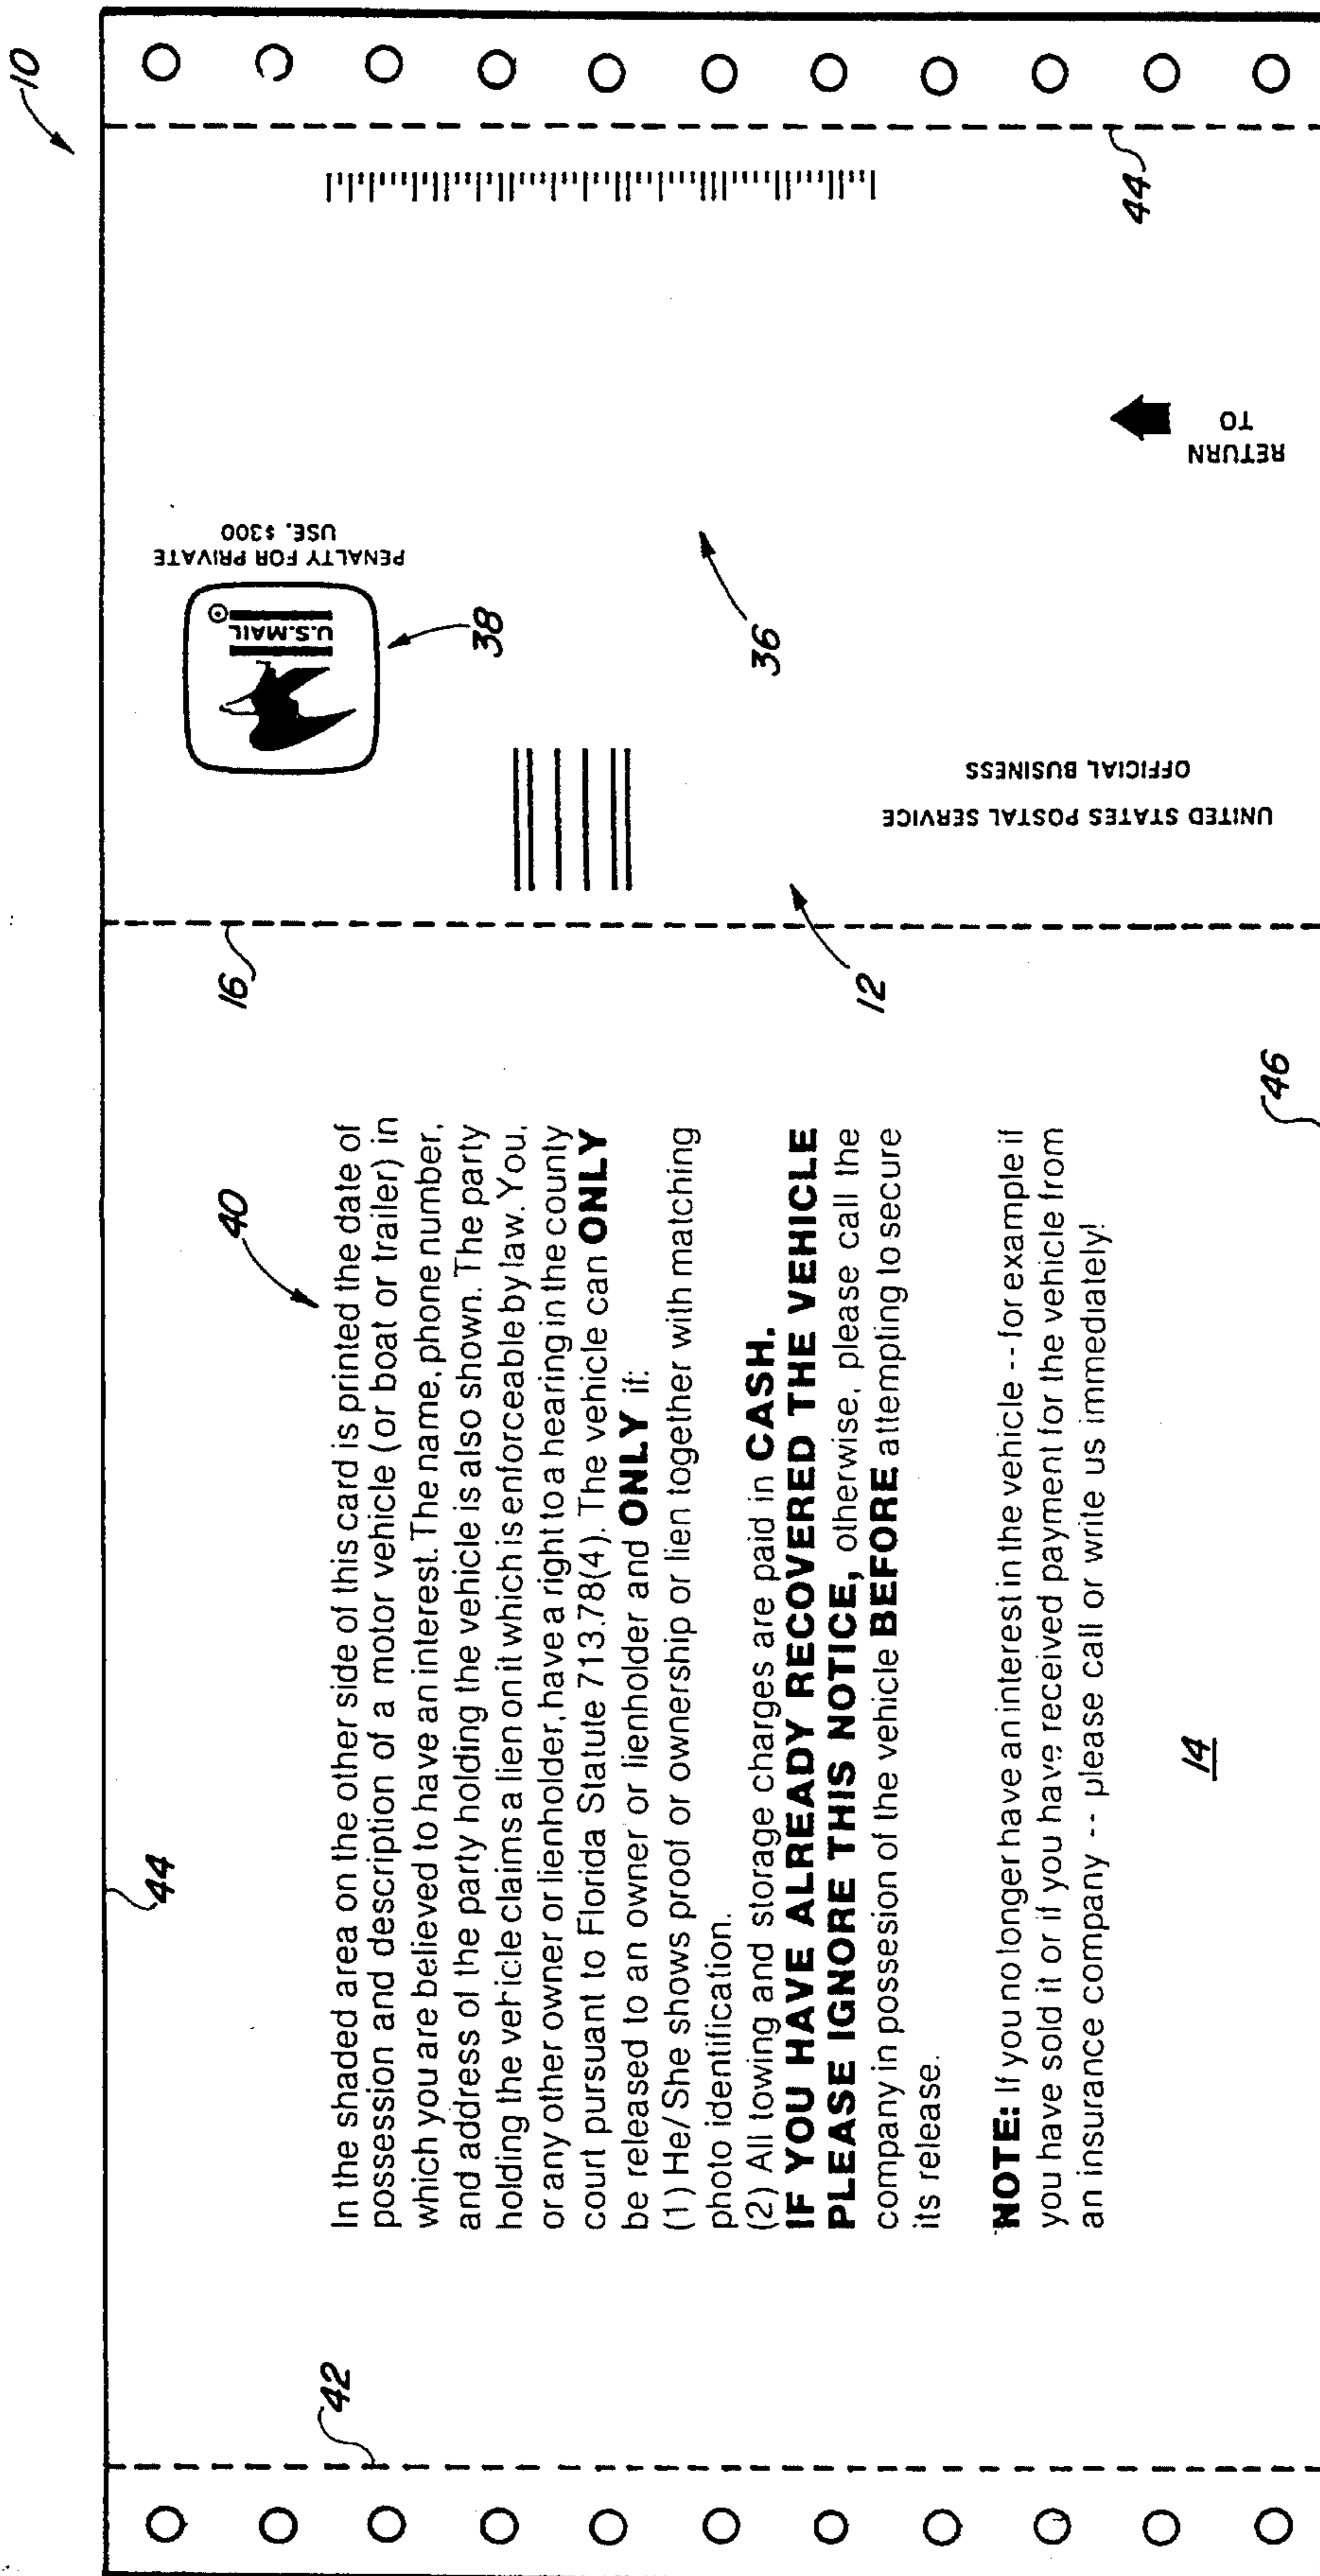 10
44
40
In the shaded area on the other side of this card is printed the date of
possession and description of a motor vehicle (or boat or trailer) in
which you are believed to have an interest. The name, phone number,
and address of the party holding the vehicle is also shown. The party
holding the vehicle claims a lien on it which is enforceable by law. You,
or any other owner or lienholder, have a right to a hearing in the county
court pursuant to Florida Statute 713.78(4). The vehicle can ONLY
be released to an owner or lienholder and ONLY if:
(1) He/She shows proof or ownership or lien together with matching
photo identification.
(2) All towing and storage charges are paid in CASH.
IF YOU HAVE ALREADY RECOVERED THE VEHICLE
PLEASE IGNORE THIS NOTICE, otherwise, please call the
company in possesion of the vehicle BEFORE attempting to secure
its release.
NOTE: If you no longer have an interest in the vehicle -- for example if
you have sold it or if you have received payment for the vehicle from
an insurance company -- please call or write us immediately!
42
14
46
16
12
UNITED STATES POSTAL SERVICE
OFFICIAL BUSINESS
U.S.MAIL
PENALTY FOR PRIVATE
USE. $300
38
36
RETURN
TO
44